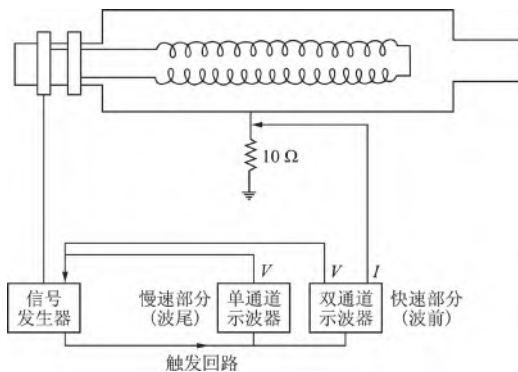 10 Ω
V
V
I
信号
发生器
慢速部分
(波尾)
单通道
示波器
双通道
示波器
快速部分
(波前)
触发回路